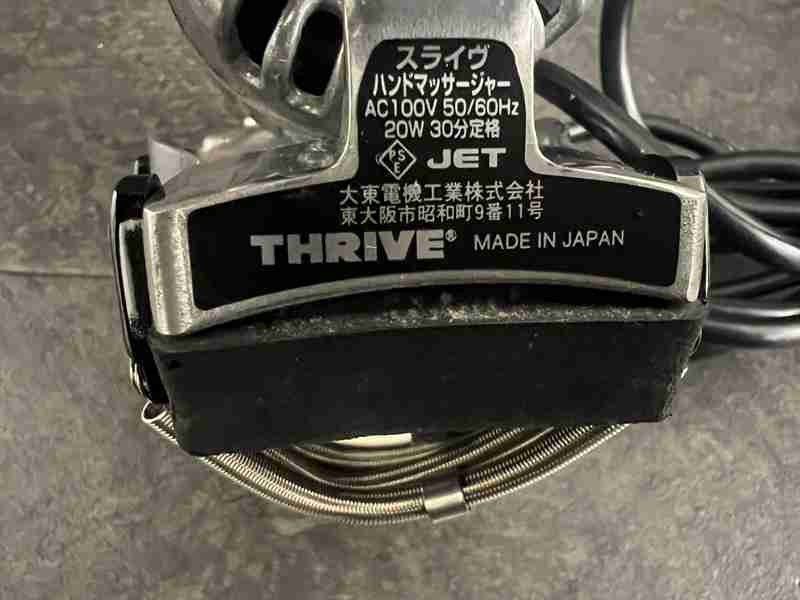 スライヴ
ハンドマッサージャー
AC100V 50/60Hz
20W 30分定格
PSE JET
大東電機工業株式会社
東大阪市昭和町9番11号
THRIVE® MADE IN JAPAN